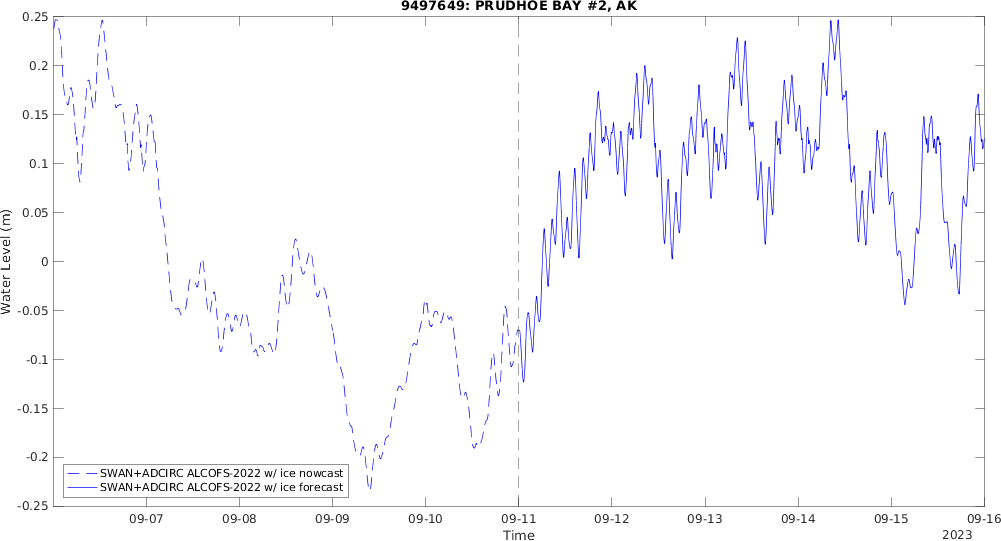 9497649: PRUDHOE BAY #2, AK
0.25
0.2
0.15
0.1
0.05
0
-0.05
-0.1
-0.15
-0.2
-0.25
Water Level (m)
SWAN+ADCIRC ALCOFS-2022 w/ ice nowcast
SWAN+ADCIRC ALCOFS-2022 w/ ice forecast
09-07 09-08 09-09 09-10 09-11 09-12 09-13 09-14 09-15 09-16
Time
2023